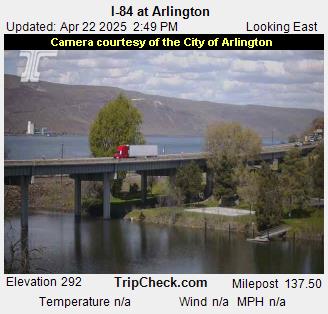 I-84 at Arlington
Updated: Apr 22 2025 2:49 PM Looking East
Camera courtesy of the City of Arlington
Elevation 292 TripCheck.com Milepost 137.50
Temperature n/a Wind n/a MPH n/a